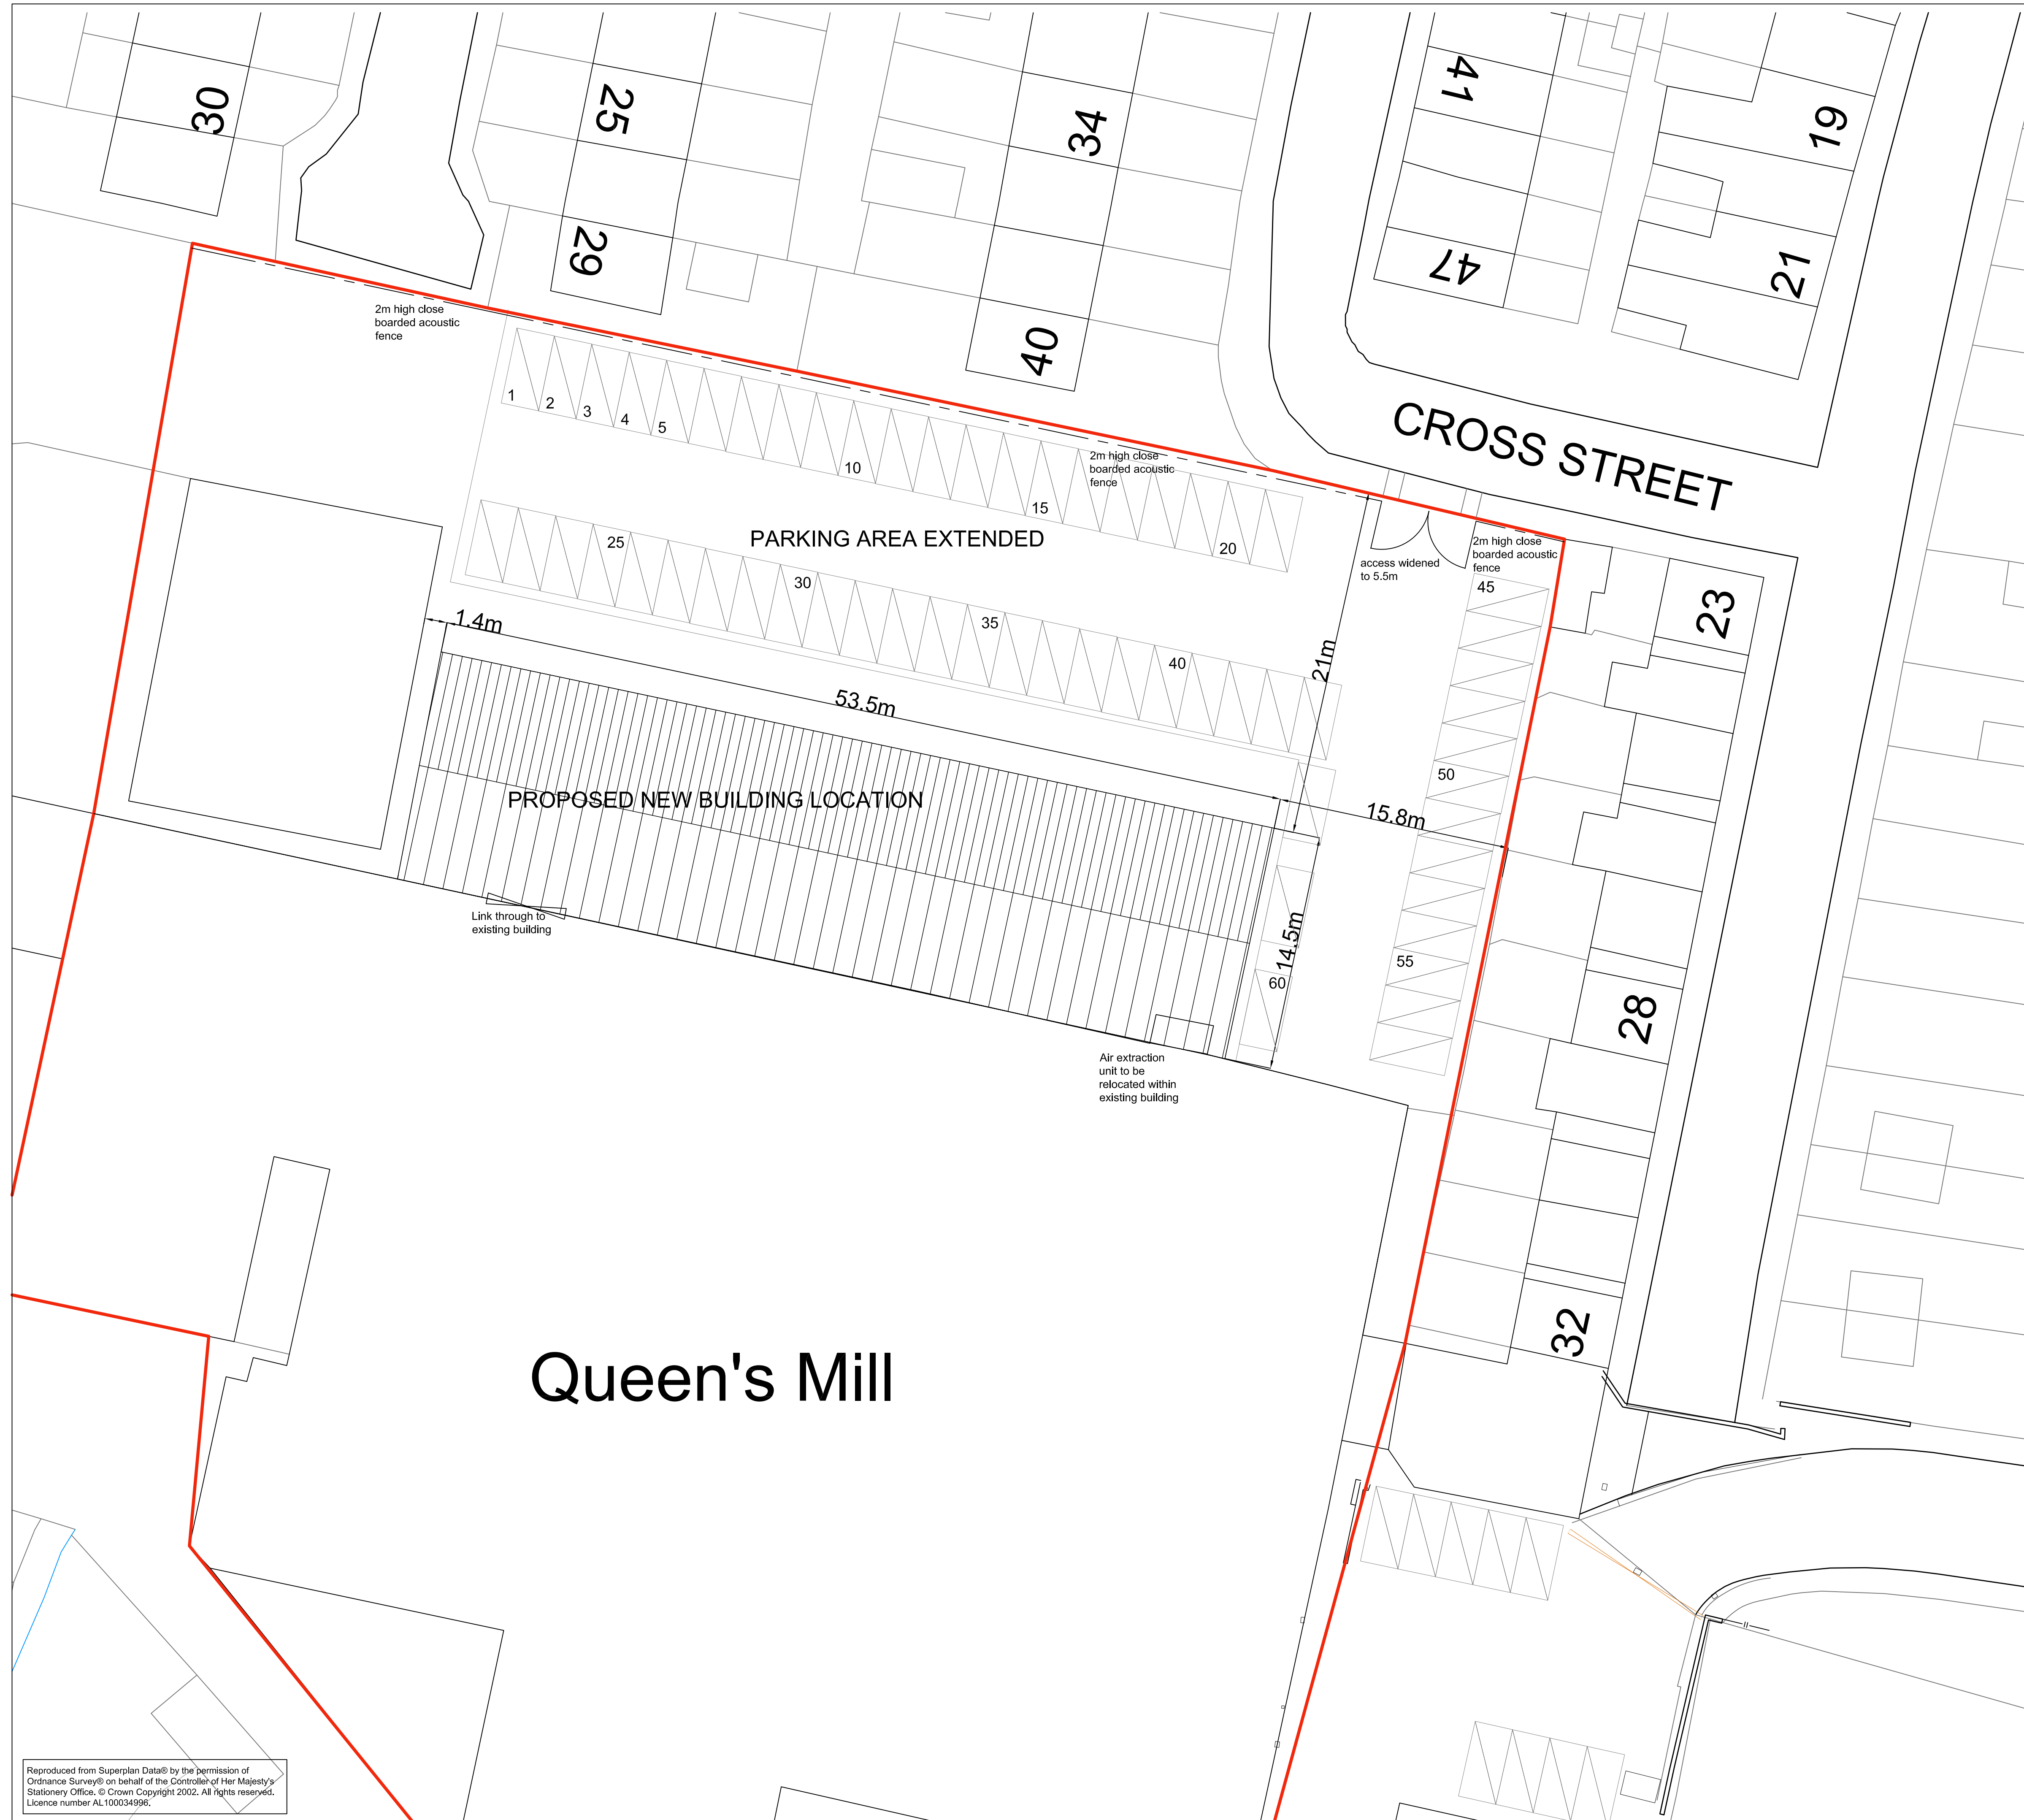 30
25
34
41
19
29
40
47
21
CROSS STREET
2m high close
boarded acoustic
fence
1
2
3
4
5
10
15
20
2m high close
boarded acoustic
fence
2m high close
boarded acoustic
fence
access widened
to 5.5m
PARKING AREA EXTENDED
25
30
35
40
45
50
55
60
23
28
32
1.4m
53.5m
21m
15.8m
14.5m
PROPOSED NEW BUILDING LOCATION
Link through to
existing building
Air extraction
unit to be
relocated within
existing building
Queen's Mill
Reproduced from Superplan Data® by the permission of
Ordnance Survey® on behalf of the Controller of Her Majesty's
Stationery Office. © Crown Copyright 2002. All rights reserved.
Licence number AL100034996.